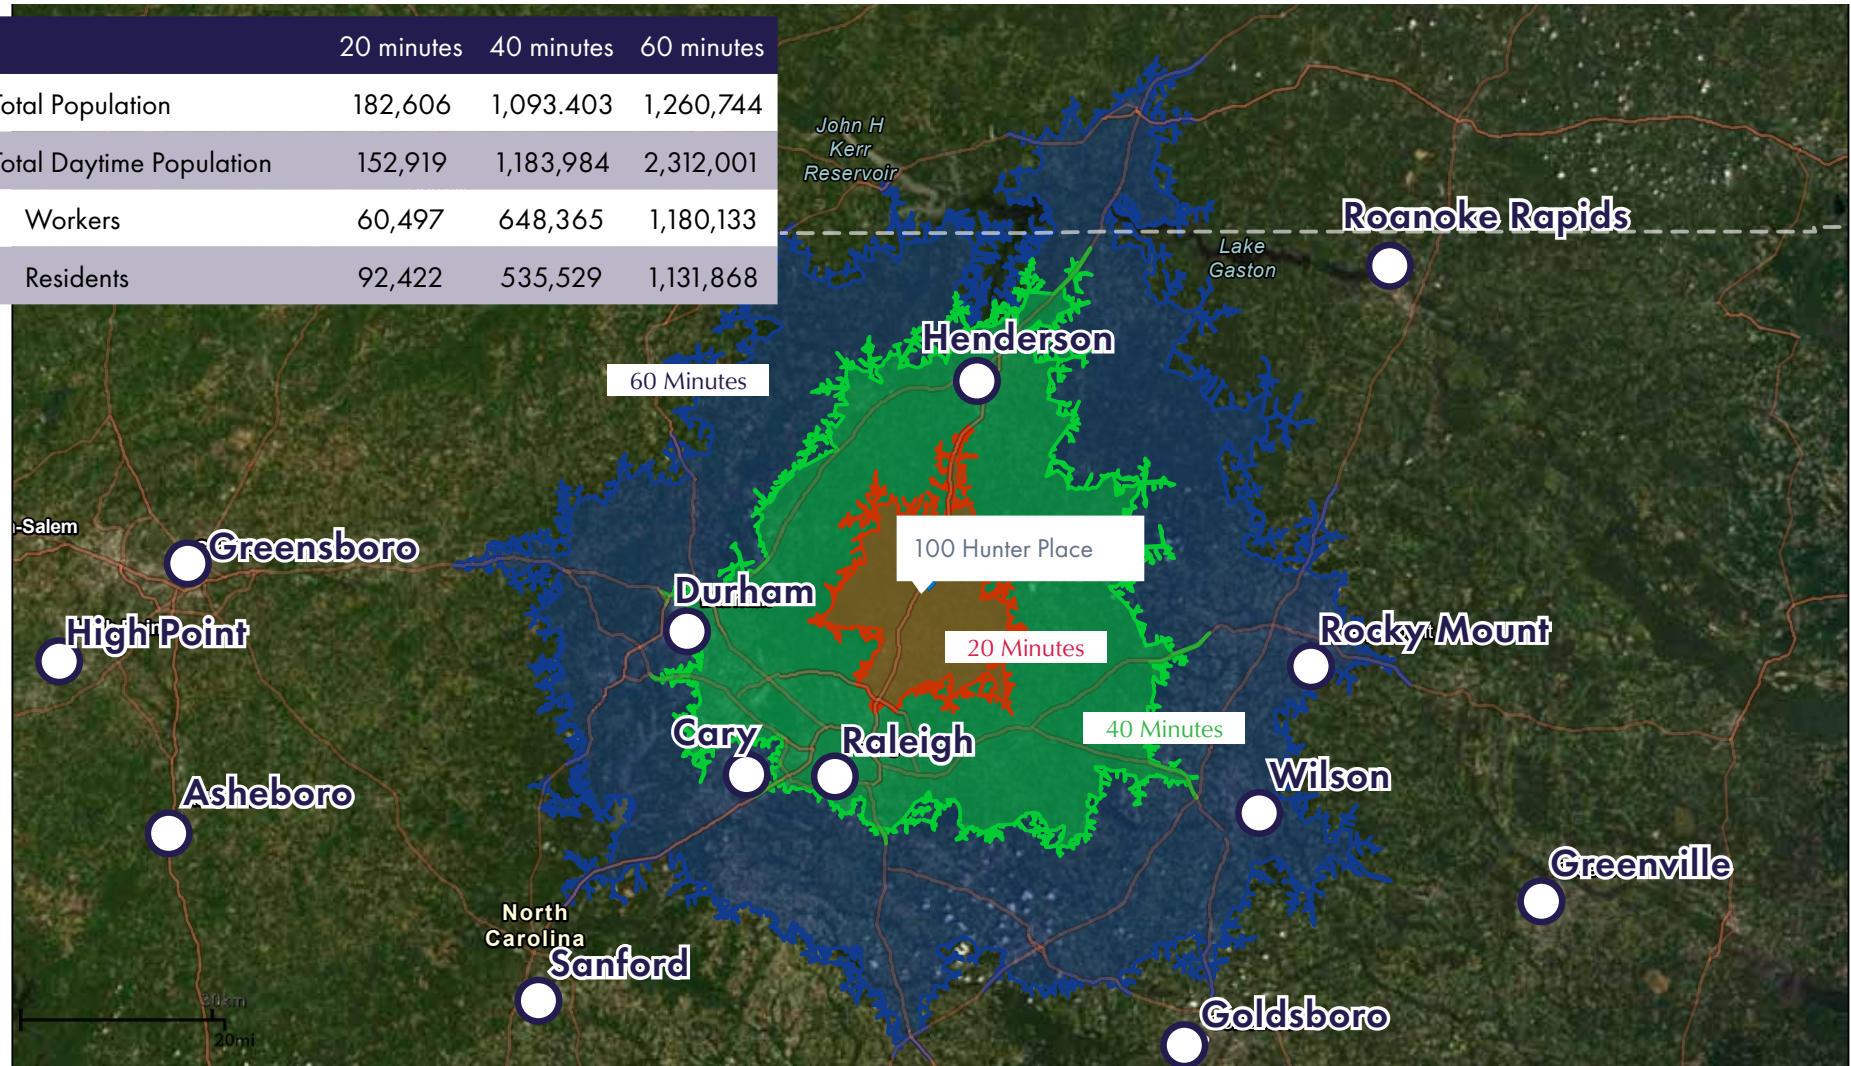 20 minutes 40 minutes 60 minutes
Total Population 182,606 1,093.403 1,260,744
Total Daytime Population 152,919 1,183,984 2,312,001
Workers 60,497 648,365 1,180,133
Residents 92,422 535,529 1,131,868
John H
Kerr
Reservoir
Roanoke Rapids
Lake
Gaston
Henderson
60 Minutes
-Salem
Greensboro
100 Hunter Place
Durham
High Point
Rocky Mount
20 Minutes
Cary
Raleigh
40 Minutes
Wilson
Asheboro
Greenville
North
Carolina
Sanford
30km
20mi
Goldsboro